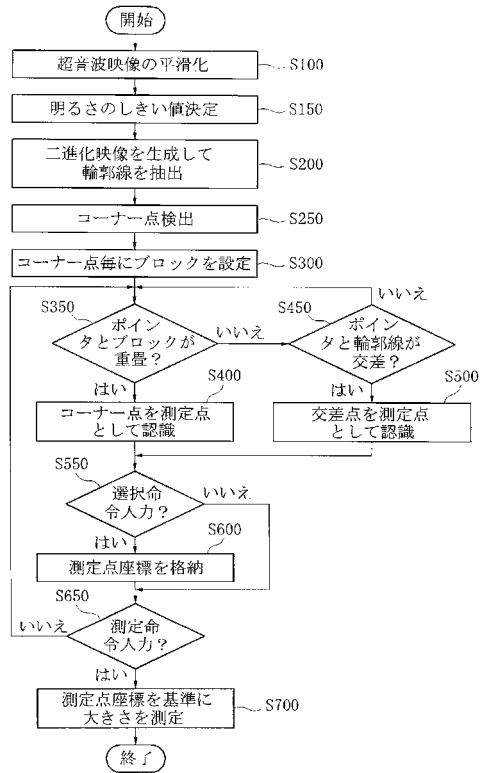 開始
超音波映像の平滑化
S100
明るさのしきい値決定
S150
二進化映像を生成して
輪郭線を抽出
S200
コーナー点検出
S250
コーナー点毎にブロックを設定
S300
S350
ポイン
タとブロックが
重畳？
いいえ
はい
S450
ポイン
タと輪郭線が
交差？
いいえ
はい
S400
コーナー点を測定点
として認識
S500
交差点を測定点
として認識
S550
選択命
令人力？
いいえ
はい
S600
測定点座標を格納
S650
測定命
令人力？
いいえ
はい
測定点座標を基準に
大きさを測定
S700
終了